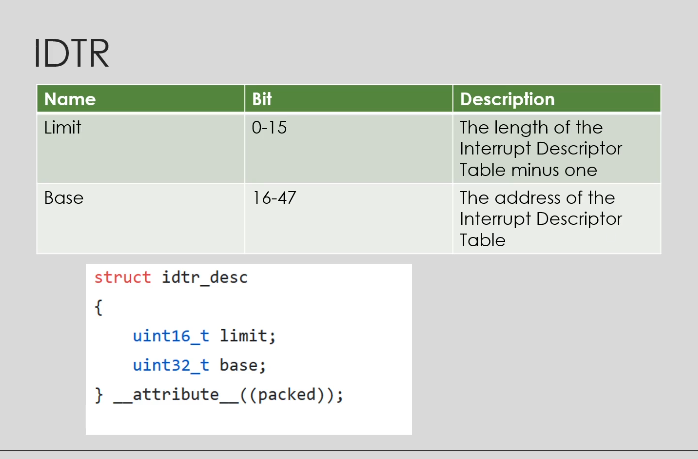 IDTR
Name Bit Description
Limit 0-15 The length of the
Interrupt Descriptor
Table minus one
Base 16-47 The address of the
Interrupt Descriptor
Table
struct idtr_desc
{
    uint16_t limit;
    uint32_t base;
} __attribute__((packed));